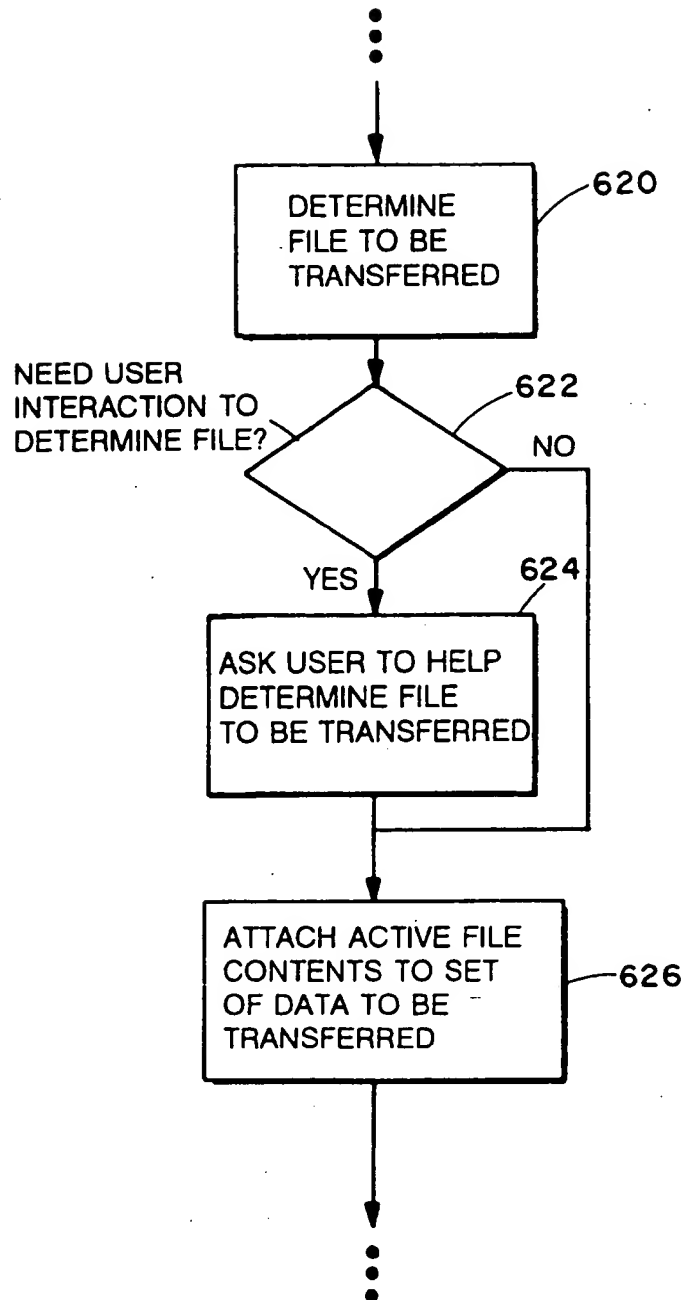 DETERMINE
FILE TO BE
TRANSFERRED
620
NEED USER
INTERACTION TO
DETERMINE FILE?
622
NO
YES
624
ASK USER TO HELP
DETERMINE FILE
TO BE TRANSFERRED
ATTACH ACTIVE FILE
CONTENTS TO SET
OF DATA TO BE
TRANSFERRED
626